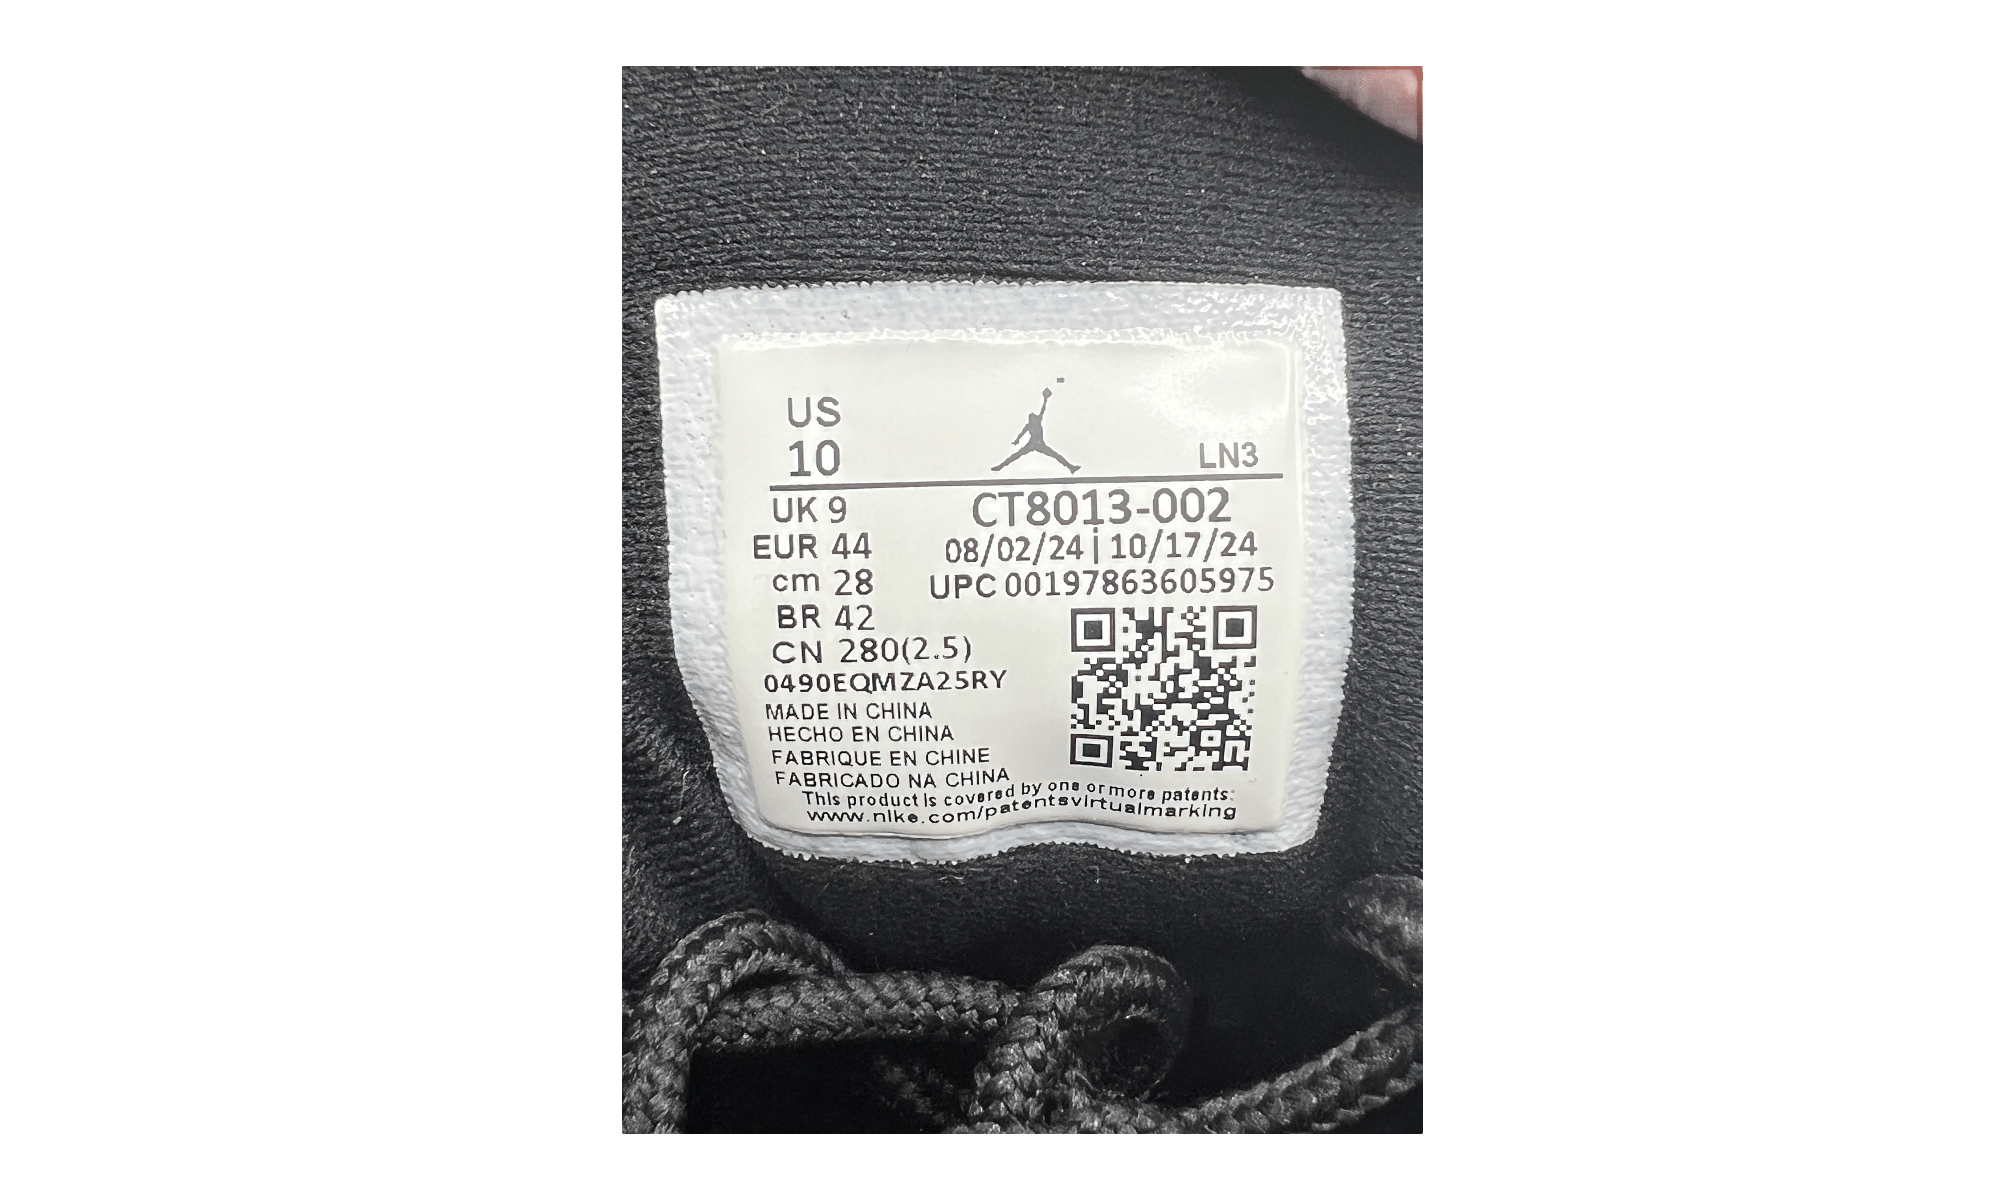 US
10
LN3
UK 9
CT8013-002
EUR 44
08/02/24 | 10/17/24
cm 28
UPC 00197863605975
BR 42
CN 280(2.5)
0490EQMZA25RY
MADE IN CHINA
HECHO EN CHINA
FABRIQUE EN CHINE
FABRICADO NA CHINA
This product is covered by one or more patents:
www.nike.com/patentsvirtualmarking